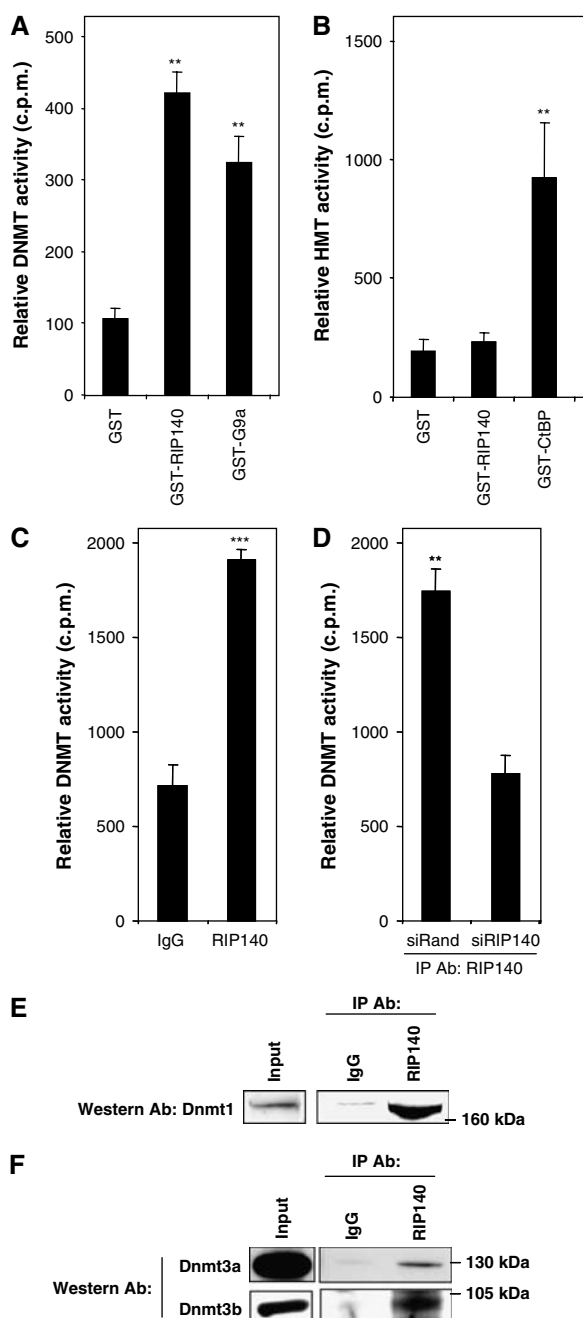 A
Relative DNMT activity (c.p.m.)
500
400
300
200
100
0
**
**
GST
GST-RIP140
GST-G9a
B
Relative HMT activity (c.p.m.)
1500
1000
500
0
**
GST
GST-RIP140
GST-CtBP
C
Relative DNMT activity (c.p.m.)
2000
1500
1000
500
0
***
IgG RIP140
D
Relative DNMT activity (c.p.m.)
2000
1500
1000
500
0
**
siRand siRIP140
IP Ab: RIP140
E
IP Ab:
Input
IgG
RIP140
Western Ab: Dnmt1
160 kDa
F
IP Ab:
Input
IgG
RIP140
Western Ab:
Dnmt3a
130 kDa
105 kDa
Dnmt3b